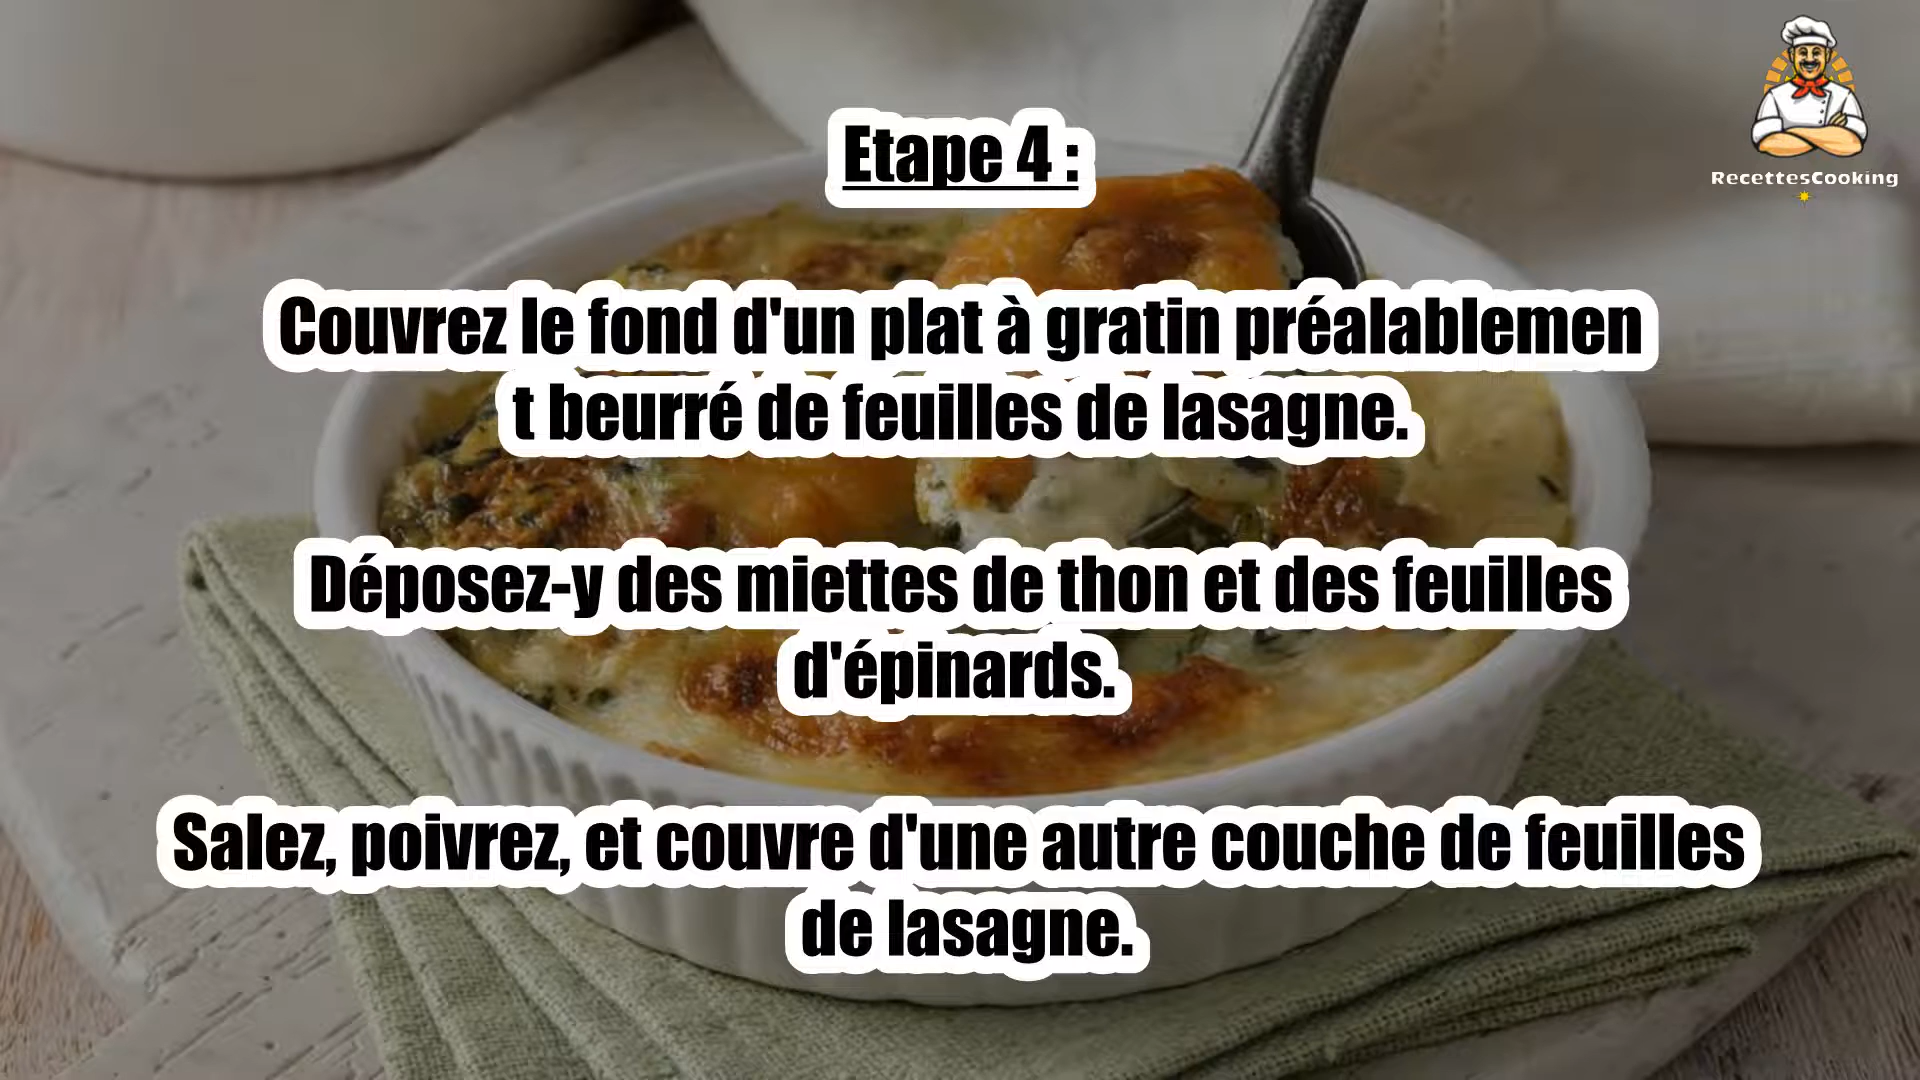 RecettesCooking
Etape 4 :
Couvrez le fond d'un plat à gratin préalablemen
t beurré de feuilles de lasagne.
Déposez-y des miettes de thon et des feuilles
d'épinards.
Salez, poivrez, et couvre d'une autre couche de feuilles
de lasagne.